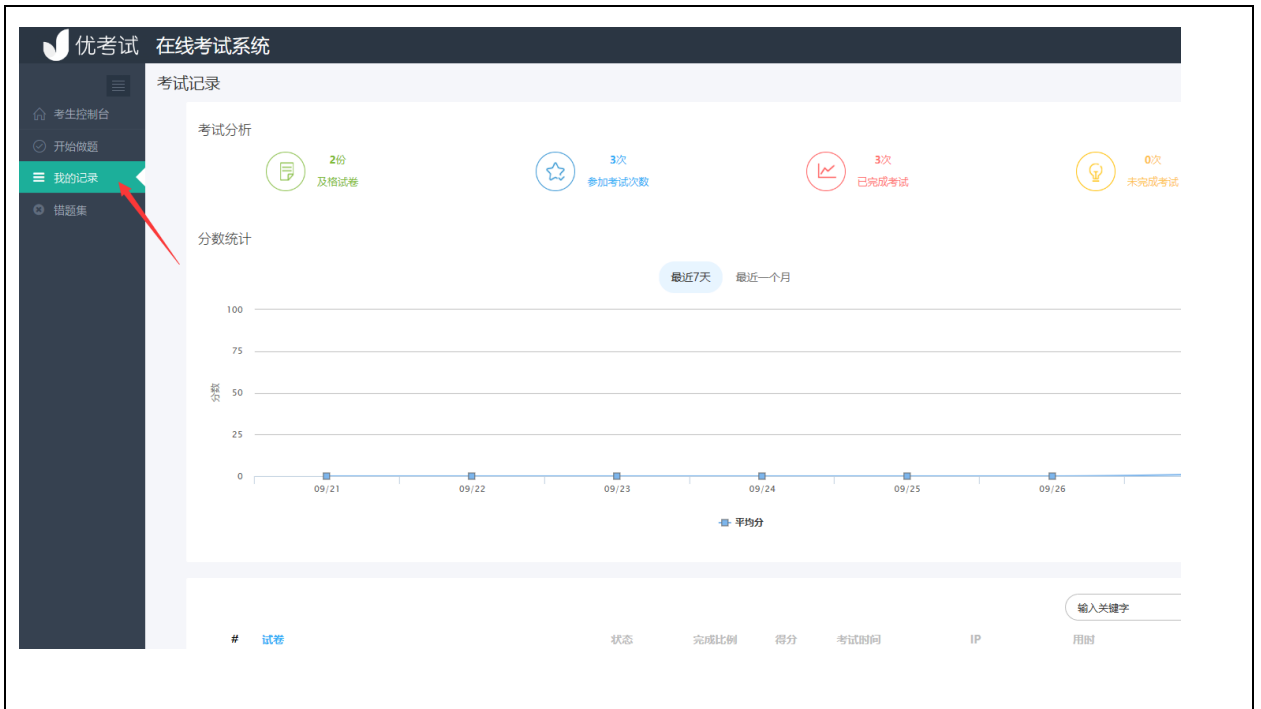 优考试 在线考试系统
考试记录
考生控制台
开始做题
我的记录
错题集
考试分析
2份
及格试卷
3次
参加考试次数
3次
已完成考试
0次
未完成考试
分数统计
最近7天 最近一个月
100
75
50
25
0
分数
09/21 09/22 09/23 09/24 09/25 09/26
平均分
输入关键字
# 试卷 状态 完成比例 得分 考试时间 IP 用时